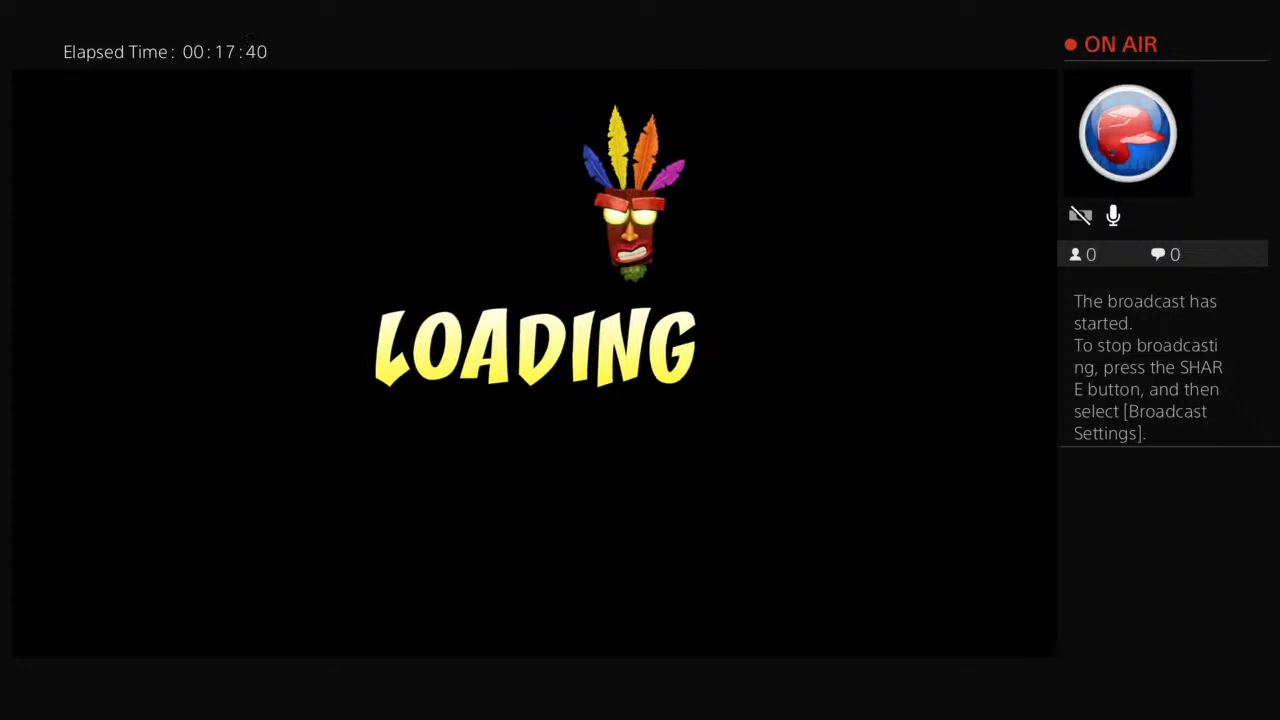 Elapsed Time: 00:17:40
ON AIR
LOADING
0
0
The broadcast has
started.
To stop broadcasti
ng, press the SHAR
E button, and then
select [Broadcast
Settings].